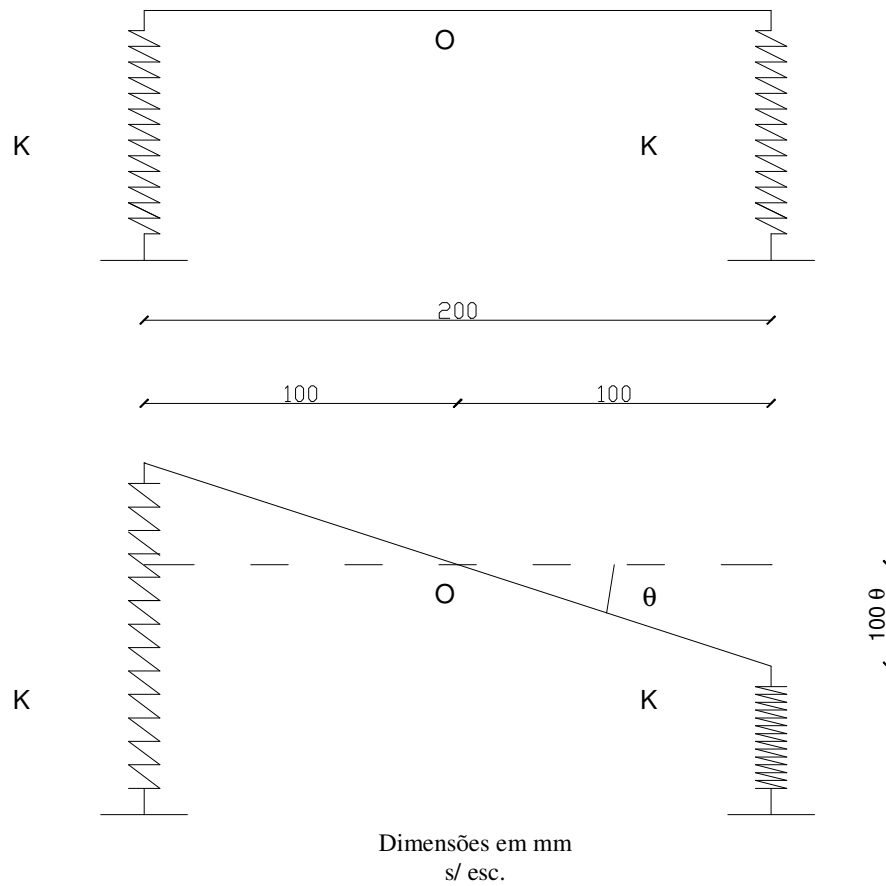 O
K K
200
100 100
O θ
100 θ
K K
Dimensões em mm
s/ esc.